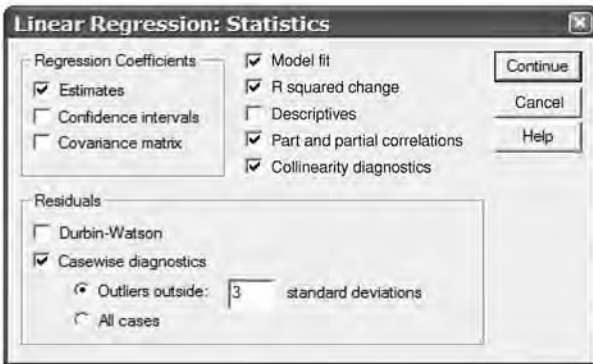 Linear Regression: Statistics
Regression Coefficients
Estimates
Confidence intervals
Covariance matrix
Model fit
R squared change
Descriptives
Part and partial correlations
Collinearity diagnostics
Continue
Cancel
Help
Residuals
Durbin-Watson
Casewise diagnostics
Outliers outside: 3 standard deviations
All cases